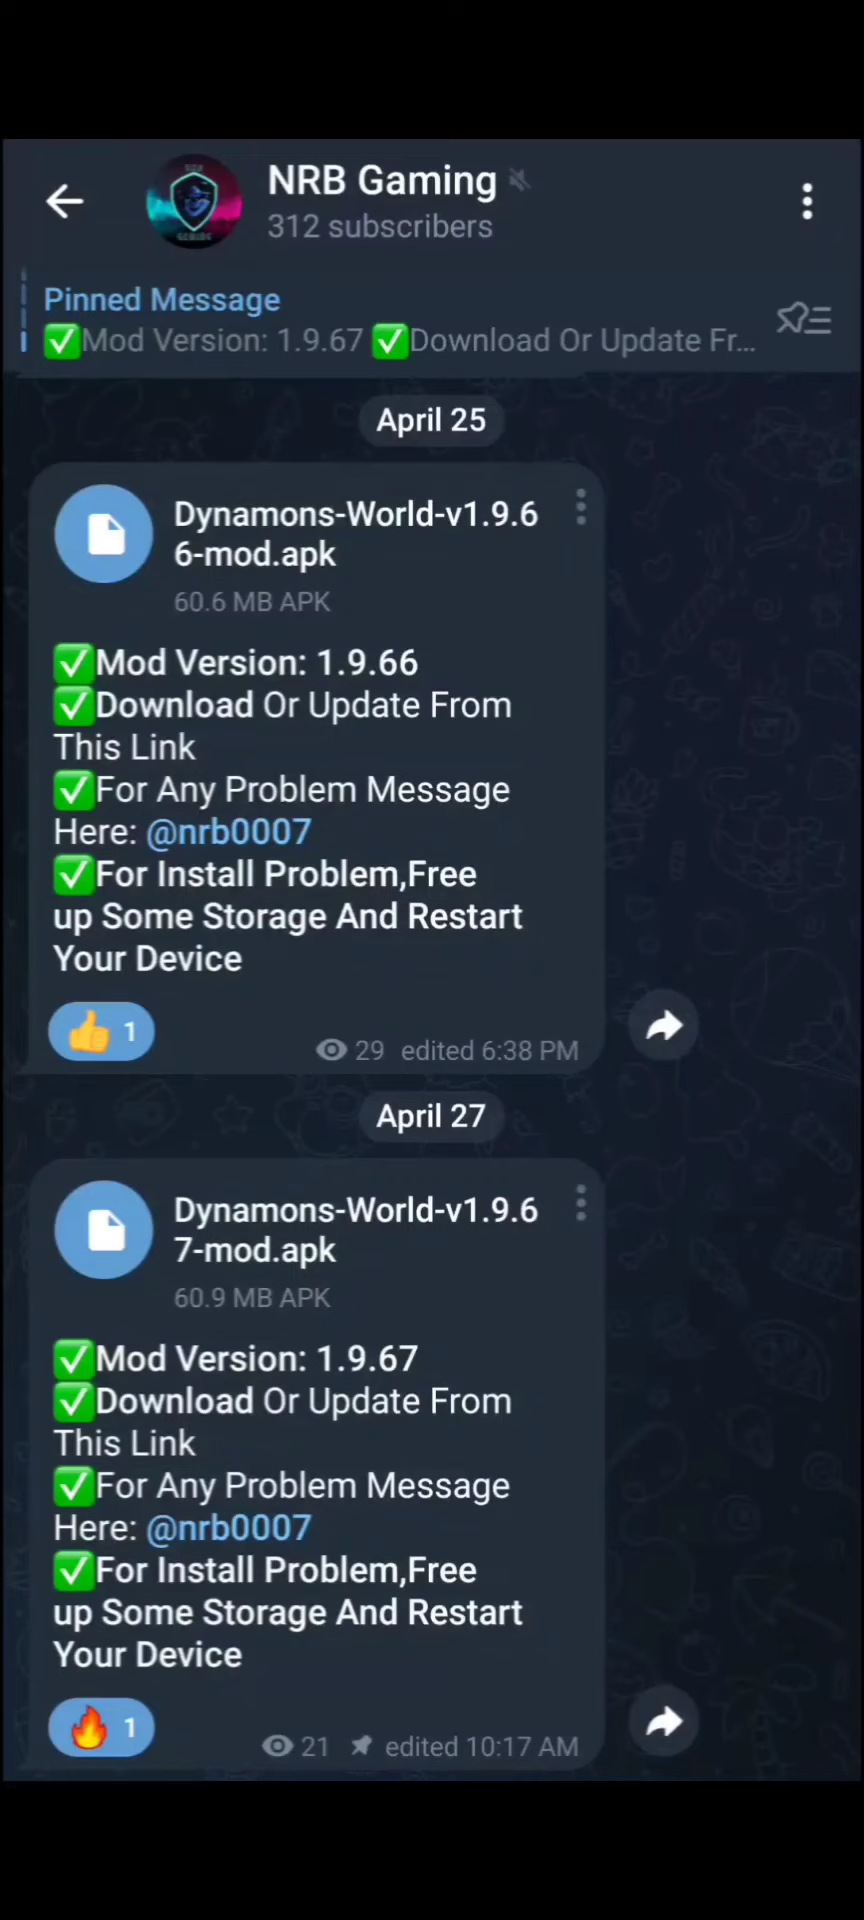 NRB Gaming
312 subscribers
Pinned Message
✅Mod Version: 1.9.67 ✅Download Or Update Fr...
April 25
Dynamons-World-v1.9.6
6-mod.apk
60.6 MB APK
✅Mod Version: 1.9.66
✅Download Or Update From
This Link
✅For Any Problem Message
Here: @nrb0007
✅For Install Problem,Free
up Some Storage And Restart
Your Device
👍 1
29 edited 6:38 PM
April 27
Dynamons-World-v1.9.6
7-mod.apk
60.9 MB APK
✅Mod Version: 1.9.67
✅Download Or Update From
This Link
✅For Any Problem Message
Here: @nrb0007
✅For Install Problem,Free
up Some Storage And Restart
Your Device
🔥 1
21 edited 10:17 AM